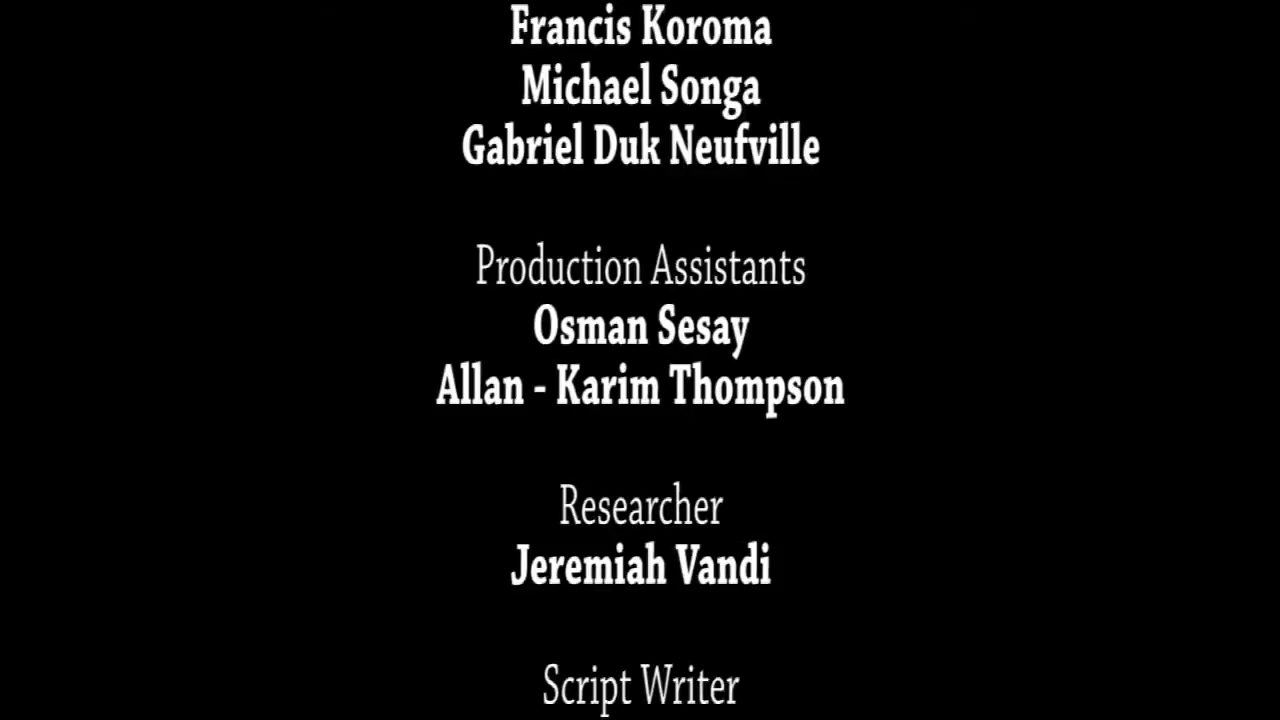 Francis Koroma
Michael Songa
Gabriel Duk Neufville
Production Assistants
Osman Sesay
Allan - Karim Thompson
Researcher
Jeremiah Vandi
Script Writer